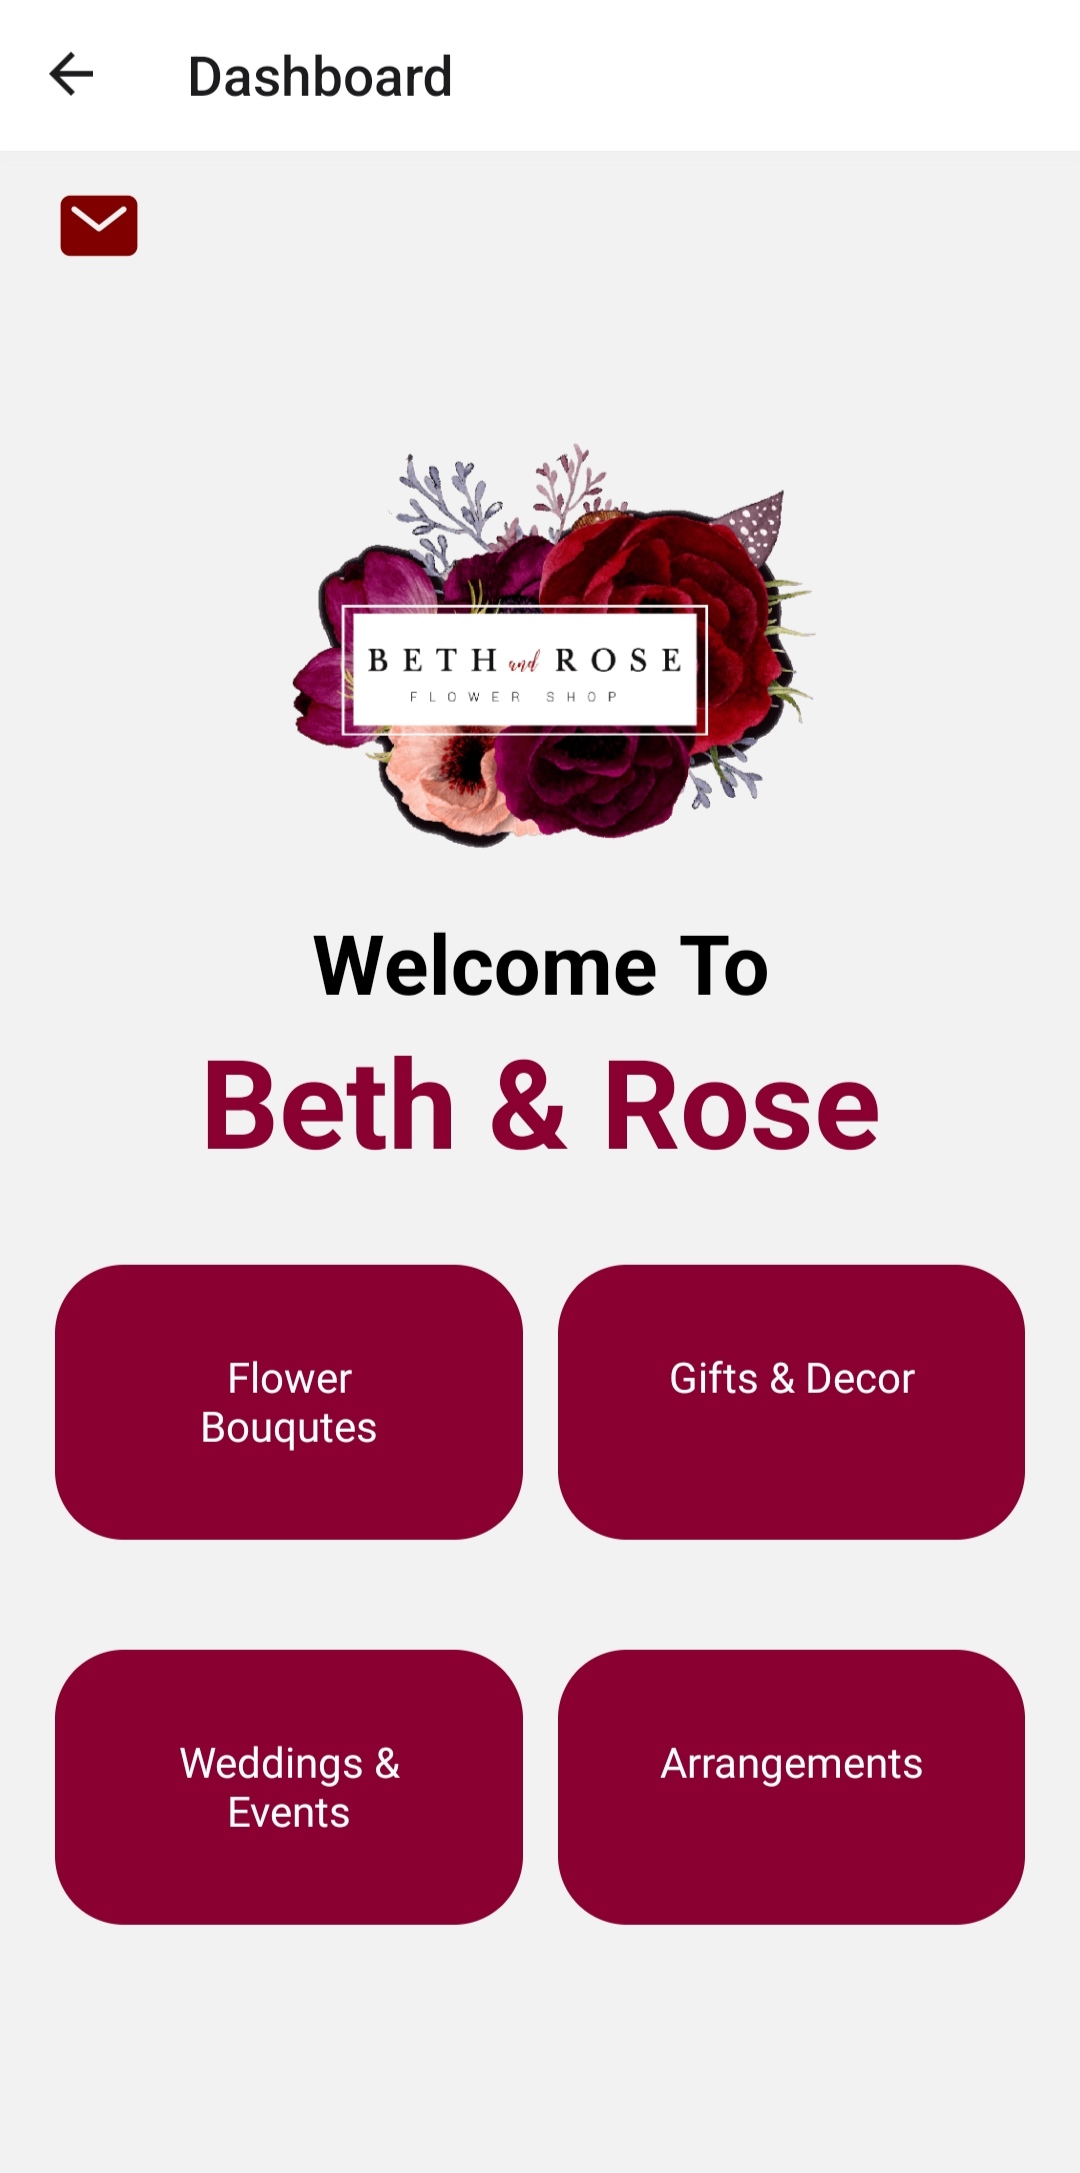 Dashboard
BETH and ROSE
FLOWER SHOP
Welcome To
Beth & Rose
Flower
Bouqutes
Gifts & Decor
Weddings &
Events
Arrangements